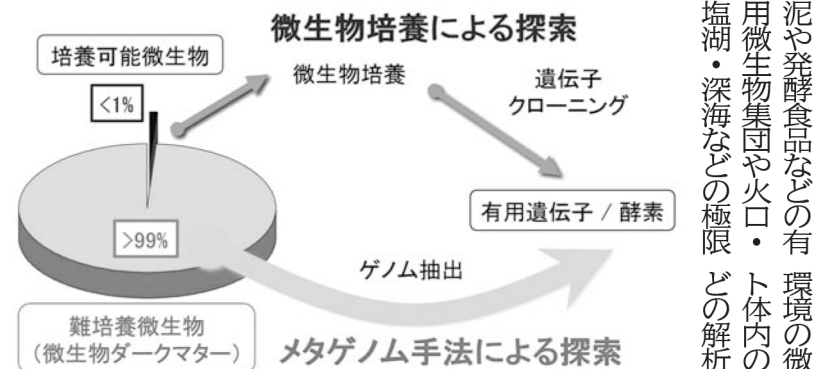 微生物培養による探索
培養可能微生物
<1%
微生物培養
遺伝子
クローニング
>99%
有用遺伝子 / 酵素
ゲノム抽出
難培養微生物
(微生物ダークマター)
メタゲノム手法による探索
泥や発酵食品などの有
用微生物集団や火口・
塩湖・深海などの極限
環境の微
ト体内の
どの解析